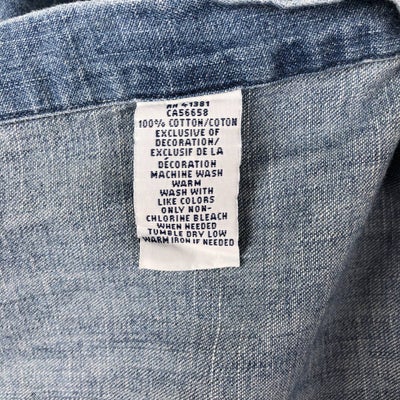 RN 41381
CA56658
100% COTTON/COTON
EXCLUSIVE OF
DECORATION/
EXCLUSIF DE LA
DÉCORATION
MACHINE WASH
WARM
WASH WITH
LIKE COLORS
ONLY NON-
CHLORINE BLEACH
WHEN NEEDED
TUMBLE DRY LOW
WARM IRON IF NEEDED